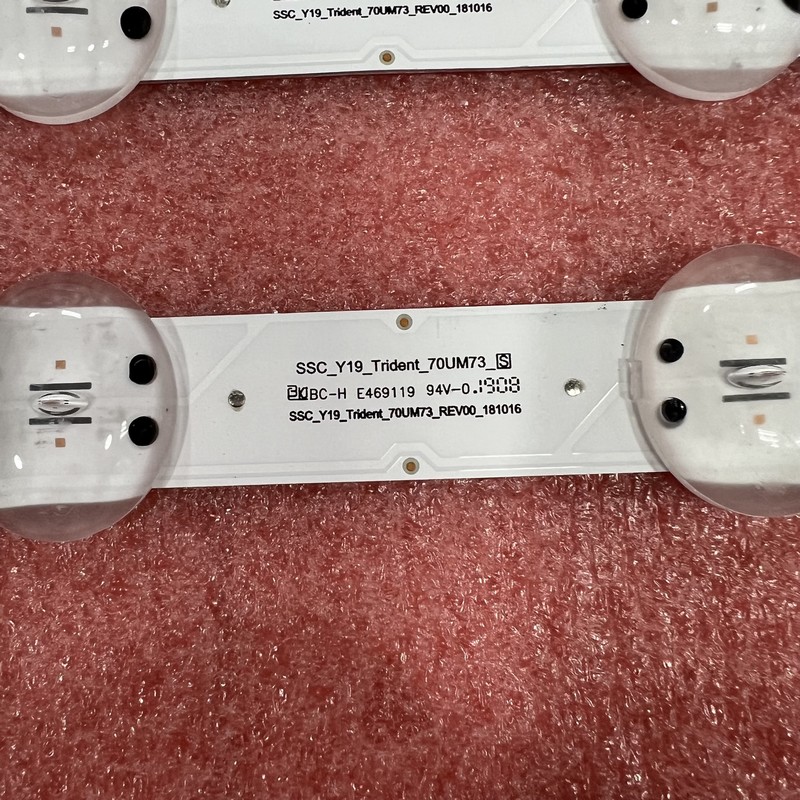 SSC_Y19_Trident_70UM73_REV00_181016
SSC_Y19_Trident_70UM73_S
BC-H E469119 94V-0 1908
SSC_Y19_Trident_70UM73_REV00_181016